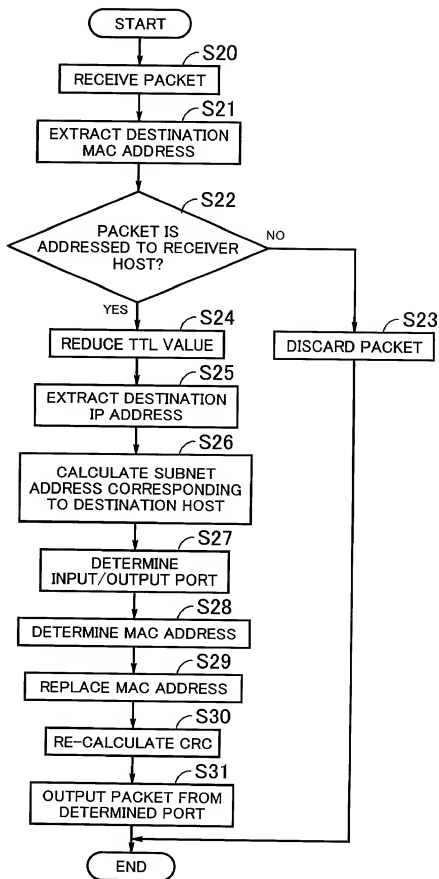 START
S20
RECEIVE PACKET
S21
EXTRACT DESTINATION
MAC ADDRESS
S22
PACKET IS
ADDRESSED TO RECEIVER
HOST?
NO
YES
S24
REDUCE TTL VALUE
S23
DISCARD PACKET
S25
EXTRACT DESTINATION
IP ADDRESS
S26
CALCULATE SUBNET
ADDRESS CORRESPONDING
TO DESTINATION HOST
S27
DETERMINE
INPUT/OUTPUT PORT
S28
DETERMINE MAC ADDRESS
S29
REPLACE MAC ADDRESS
S30
RE-CALCULATE CRC
S31
OUTPUT PACKET FROM
DETERMINED PORT
END